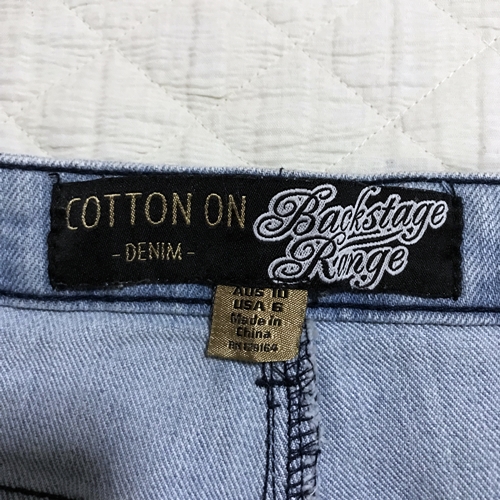 COTTON ON
- DENIM -
Backstage
Range
AUS 10
USA 6
Made in
China